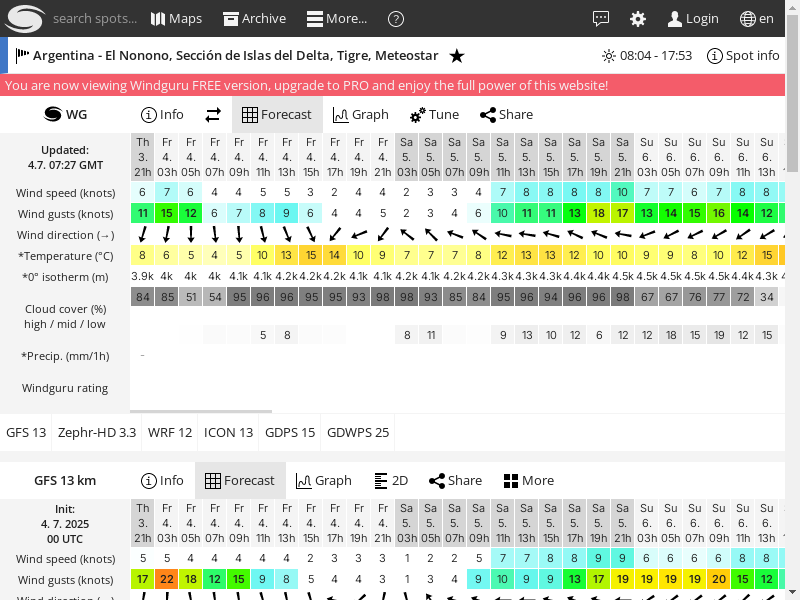 search spots...
Maps
Archive
More...
Login
en
Argentina - El Nonono, Sección de Islas del Delta, Tigre, Meteostar
08:04 - 17:53
Spot info
You are now viewing Windguru FREE version, upgrade to PRO and enjoy the full power of this website!
WG
Info
Forecast
Graph
Tune
Share
Updated:
4.7. 07:27 GMT
Th Fr Fr Fr Fr Fr Fr Fr Fr Fr Fr Sa Sa Sa Sa Sa Sa Sa Sa Sa Sa Su Su Su Su Su Su
3. 4. 4. 4. 4. 4. 4. 4. 4. 4. 4. 5. 5. 5. 5. 5. 5. 5. 5. 5. 5. 6. 6. 6. 6. 6. 6.
21h 03h 05h 07h 09h 11h 13h 15h 17h 19h 21h 03h 05h 07h 09h 11h 13h 15h 17h 19h 21h 03h 05h 07h 09h 11h 13h
Wind speed (knots) 6 7 6 4 4 5 5 3 2 4 4 2 3 3 4 7 8 8 8 8 10 7 7 6 7 8 8
Wind gusts (knots) 11 15 12 6 7 8 9 6 4 4 5 2 3 4 6 10 11 11 13 18 17 13 14 15 16 14 12
Wind direction (→)
*Temperature (°C) 8 6 5 4 5 10 13 15 14 10 9 7 7 7 8 12 13 13 12 10 10 9 9 8 10 12 15
*0° isotherm (m) 3.9k 4k 4k 4k 4.1k 4.1k 4.2k 4.2k 4.2k 4.1k 4.1k 4.2k 4.1k 4.2k 4.2k 4.3k 4.3k 4.3k 4.4k 4.4k 4.5k 4.5k 4.5k 4.5k 4.5k 4.4k 4.3k 4
Cloud cover (%)
high / mid / low
84 85 51 54 95 96 96 95 95 93 98 98 93 85 84 95 96 94 96 96 98 67 67 76 77 72 34
5 8 8 11 9 13 10 12 6 12 12 18 15 19 12 15
*Precip. (mm/1h) -
Windguru rating
GFS 13
Zephr-HD 3.3
WRF 12
ICON 13
GDPS 15
GDWPS 25
GFS 13 km
Info
Forecast
Graph
2D
Share
More
Init:
4. 7. 2025
00 UTC
Th Fr Fr Fr Fr Fr Fr Fr Fr Fr Fr Sa Sa Sa Sa Sa Sa Sa Sa Sa Sa Su Su Su Su Su Su
3. 4. 4. 4. 4. 4. 4. 4. 4. 4. 4. 5. 5. 5. 5. 5. 5. 5. 5. 5. 5. 6. 6. 6. 6. 6. 6.
21h 03h 05h 07h 09h 11h 13h 15h 17h 19h 21h 03h 05h 07h 09h 11h 13h 15h 17h 19h 21h 03h 05h 07h 09h 11h 13h
Wind speed (knots) 5 5 4 4 4 4 4 2 3 3 3 1 2 2 5 7 7 8 8 9 9 6 6 6 6 8 8
Wind gusts (knots) 17 22 18 12 15 9 8 5 4 4 3 1 3 4 9 10 9 9 13 17 19 19 19 19 20 15 12
Wind direction (→)